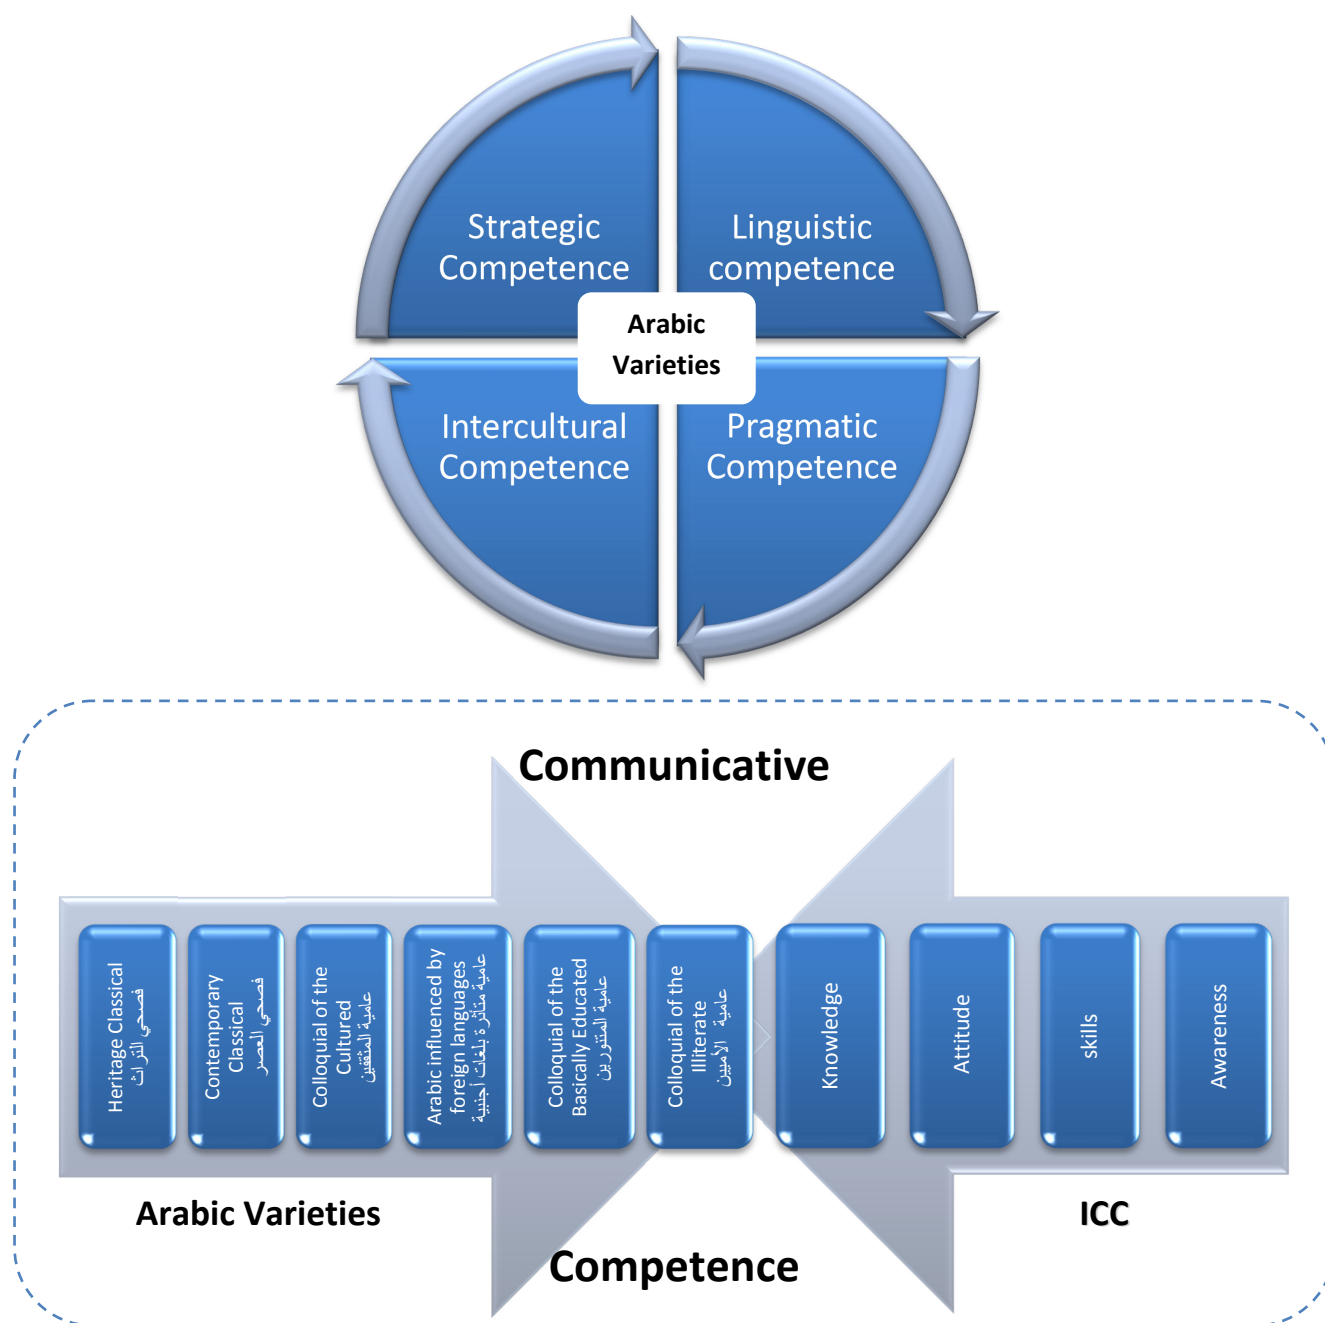 Strategic
Competence
Linguistic
competence
Arabic
Varieties
Intercultural
Competence
Pragmatic
Competence
Communicative
Heritage Classical
فصحي التراث
Contemporary
Classical
فصحي العصر
Colloquial of the
Cultured
عامية المثقفين
Arabic influenced by
foreign languages
عامية متأثرة بلغات أجنبية
Colloquial of the
Basically Educated
عامية المتنورين
Colloquial of the
Illiterate
عامية الأميين
Knowledge
Attitude
skills
Awareness
Arabic Varieties
ICC
Competence